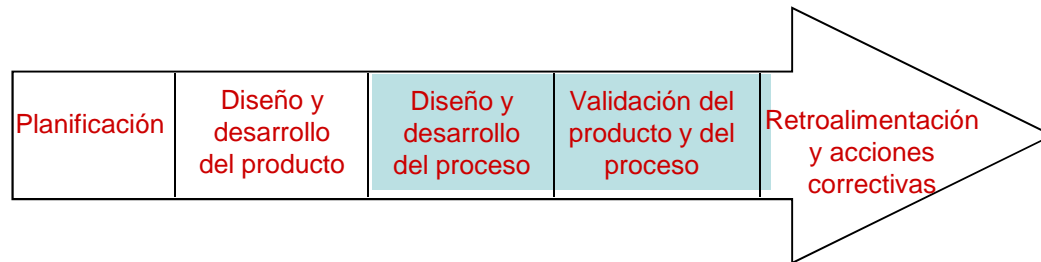 Planificación
Diseño y
desarrollo
del producto
Diseño y
desarrollo
del proceso
Validación del
producto y del
proceso
Retroalimentación
y acciones
correctivas